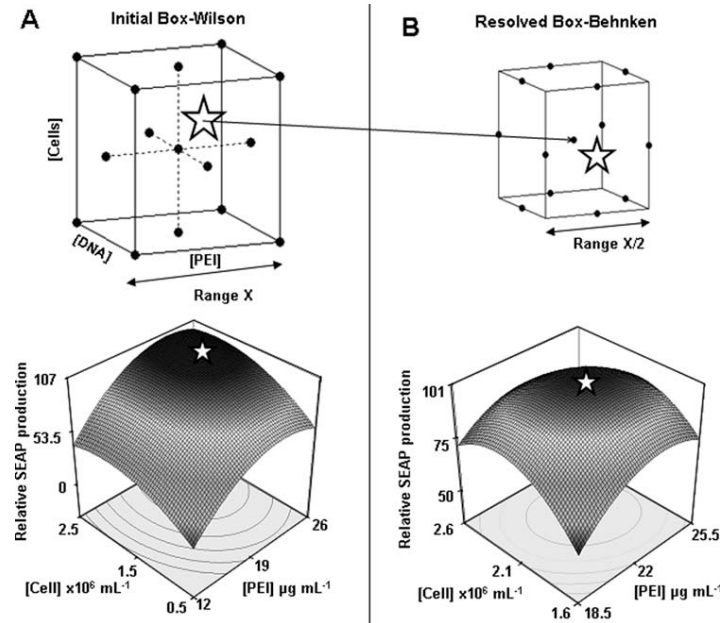 A
Initial Box-Wilson
[Cells]
[DNA]
[PEI]
Range X
Relative SEAP production
107
53.5
0
2.5
1.5
0.5
12
19
26
[Cell] x10⁶ mL⁻¹
[PEI] µg mL⁻¹
B
Resolved Box-Behnken
Range X/2
Relative SEAP production
101
75
50
2.6
2.1
1.6
18.5
22
25.5
[Cell] x10⁶ mL⁻¹
[PEI] µg mL⁻¹